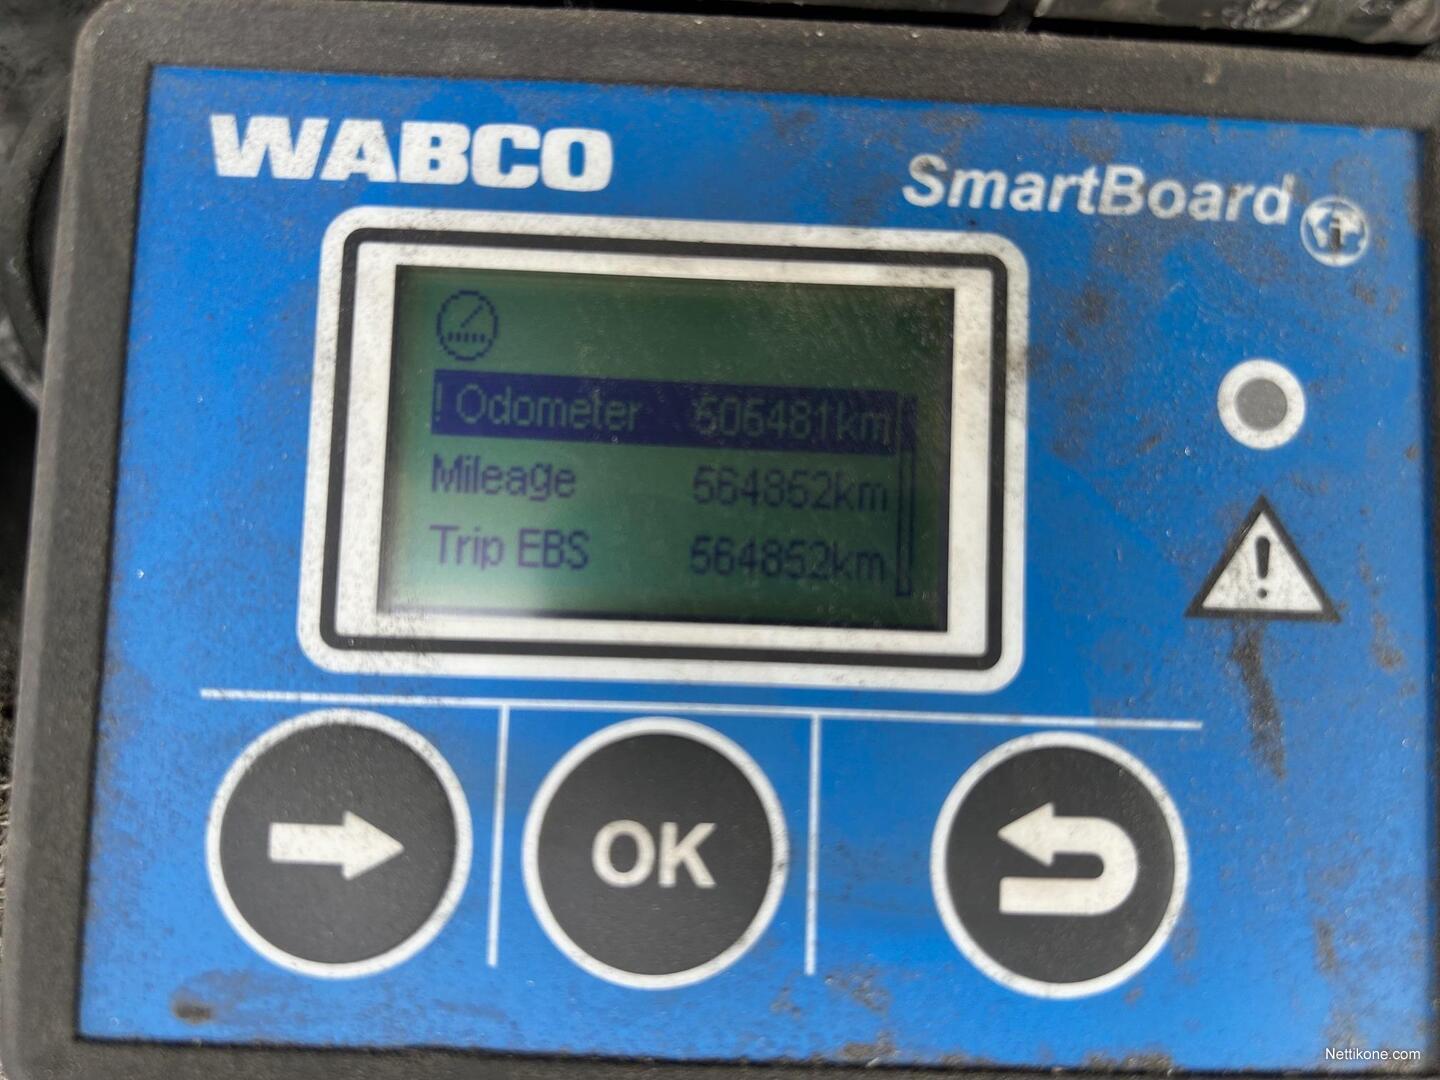 WABCO
SmartBoard
! Odometer 506481km
Mileage 564852km
Trip EBS 564852km
OK
Nettikone.com